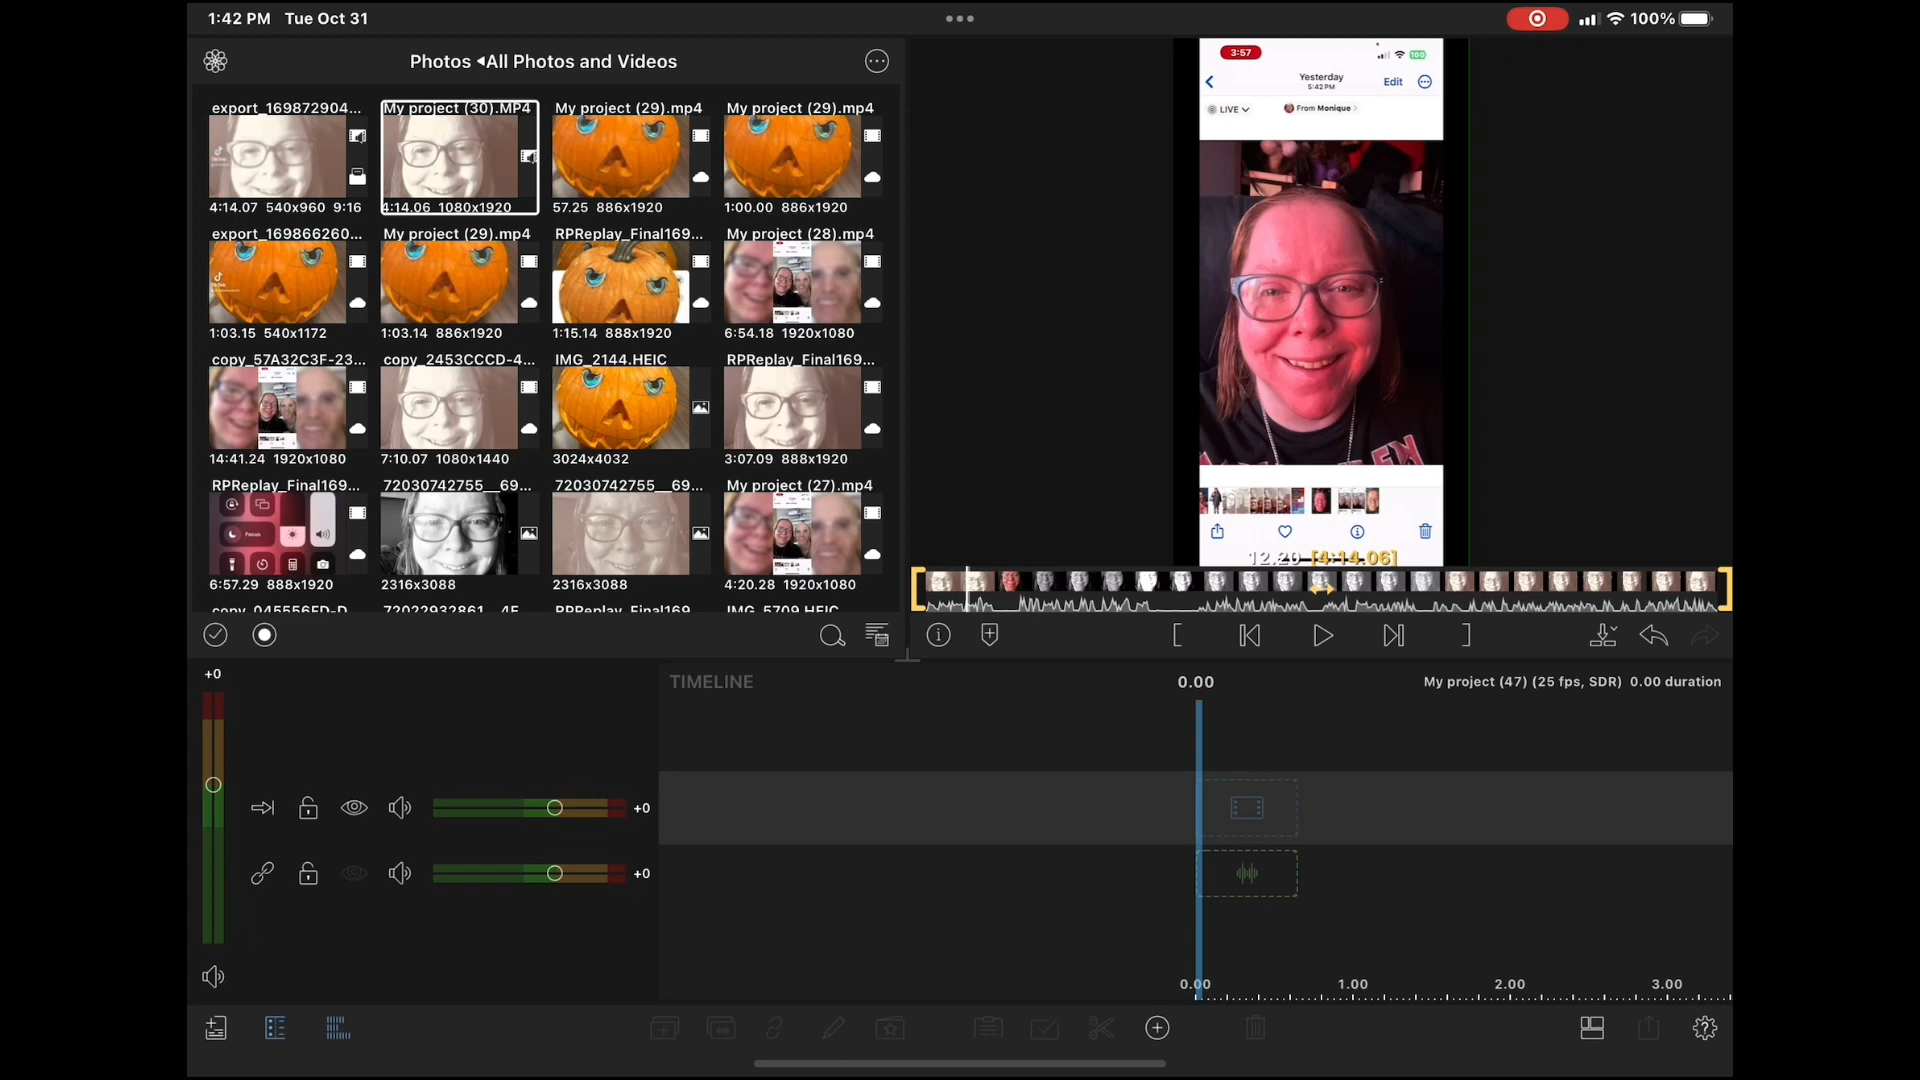 1:42 PM Tue Oct 31
100%
Photos ◂All Photos and Videos
export_169872904...
My project (30).MP4
My project (29).mp4
My project (29).mp4
4:14.07 540x960 9:16
4:14.06 1080x1920
57.25 886x1920
1:00.00 886x1920
export_169866260...
My project (29).mp4
RPReplay_Final169...
My project (28).mp4
1:03.15 540x1172
1:03.14 886x1920
1:15.14 888x1920
6:54.18 1920x1080
copy_57A32C3F-23...
copy_2453CCCD-4...
IMG_2144.HEIC
RPReplay_Final169...
14:41.24 1920x1080
7:10.07 1080x1440
3024x4032
3:07.09 888x1920
RPReplay_Final169...
72030742755__69...
72030742755__69...
My project (27).mp4
Focus
6:57.29 888x1920
2316x3088
2316x3088
4:20.28 1920x1080
RPReplay_Final169
IMG_5709.HEIC
3:57
100
Yesterday
5:42 PM
Edit
LIVE
From Monique
12.20 [4:14.06]
+0
TIMELINE
0.00
My project (47) (25 fps, SDR) 0.00 duration
+0
+0
0.00 1.00 2.00 3.00